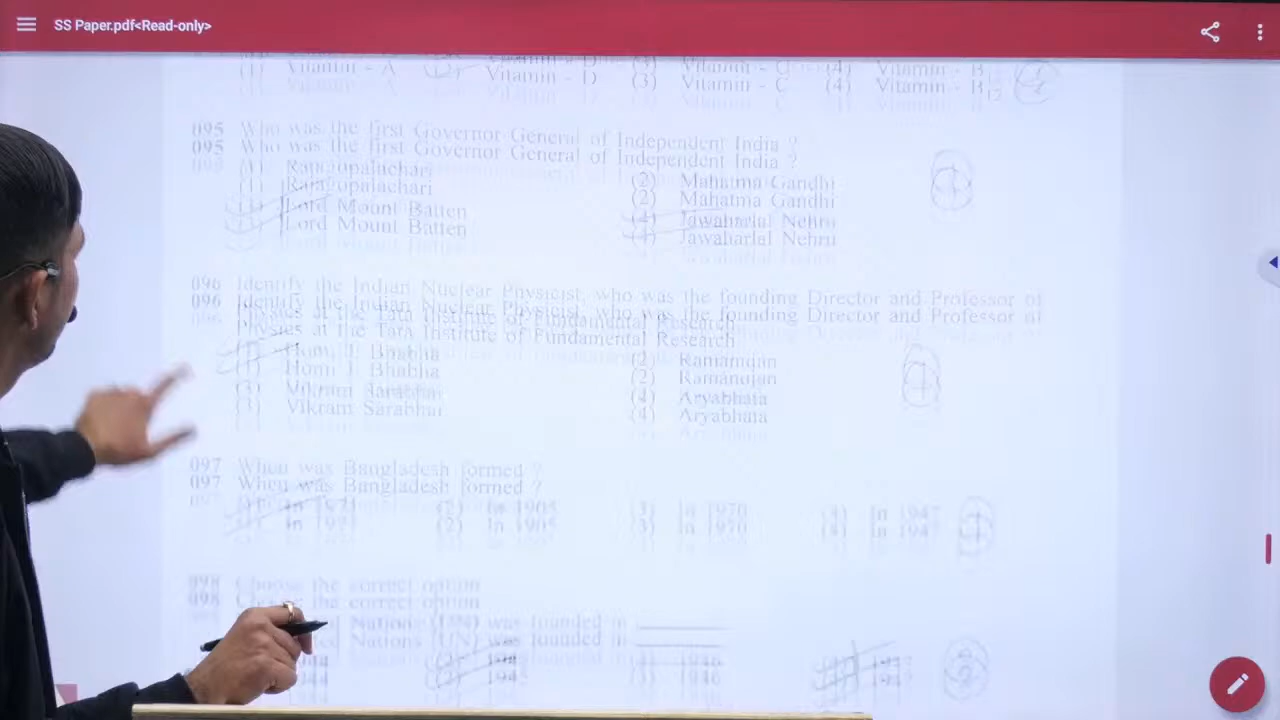 SS Paper.pdf<Read-only>
(1) Vitamin - A Vitamin - D (3) Vitamin - C (4) Vitamin - B12
095 Who was the first Governor General of Independent India ?
(1) Rajagopalachari (2) Mahatma Gandhi
Lord Mount Batten (4) Jawaharlal Nehru
096 Identify the Indian Nuclear Physicist, who was the founding Director and Professor of
Physics at the Tata Institute of Fundamental Research
(1) Homi J Bhabha (2) Ramanujan
(3) Vikram Sarabhai (4) Aryabhata
097 When was Bangladesh formed ?
In 1971 (2) In 1905 (3) In 1970 (4) In 1947
098 Choose the correct option
Nations (UN) was founded in ________
(2) 1945 (3) 1946